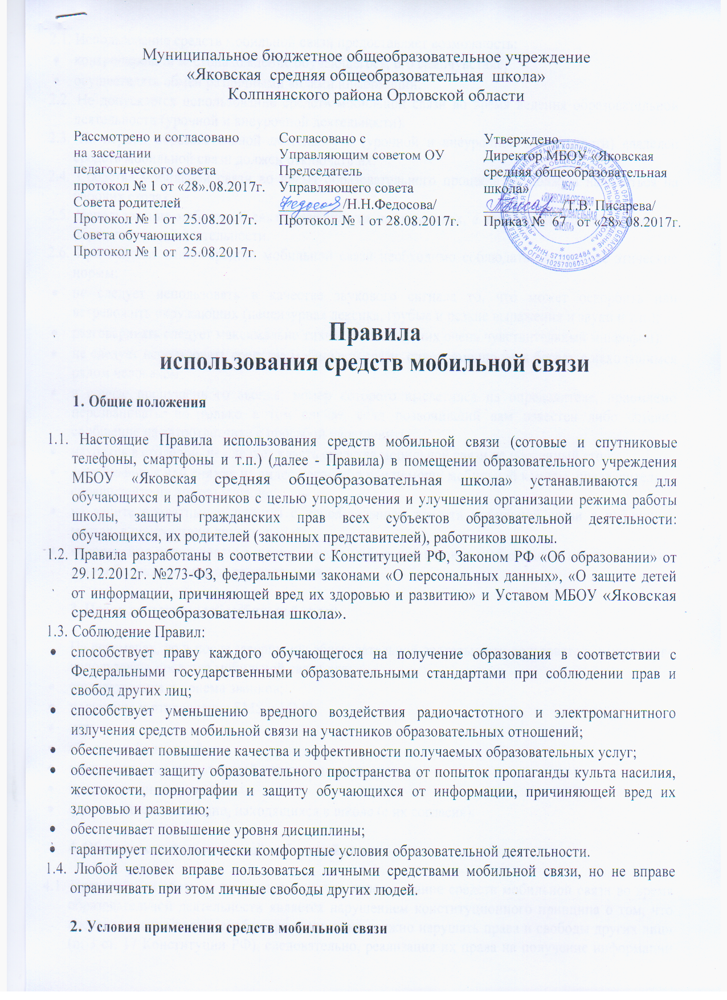 Муниципальное бюджетное общеобразовательное учреждение
«Яковская средняя общеобразовательная школа»
Колпнянского района Орловской области
Рассмотрено и согласовано
на заседании
педагогического совета
протокол № 1 от «28».08.2017г.
Совета родителей
Протокол № 1 от 25.08.2017г.
Совета обучающихся
Протокол № 1 от 25.08.2017г.
Согласовано с
Управляющим советом ОУ
Председатель
Управляющего совета
Федосова /Н.Н.Федосова/
Протокол № 1 от 28.08.2017г.
Утверждено.
Директор МБОУ «Яковская
средняя общеобразовательная
школа»
/Т.В. Писарева/
Приказ № 67 от «28».08.2017г.
МБОУ
«ЯКОВСКАЯ СРЕДНЯЯ
ОБЩЕОБРАЗОВАТЕЛЬНАЯ
ШКОЛА»
ИНН 5711002484
ОГРН 1025700603213
Правила
использования средств мобильной связи
1. Общие положения
1.1. Настоящие Правила использования средств мобильной связи (сотовые и спутниковые
телефоны, смартфоны и т.п.) (далее - Правила) в помещении образовательного учреждения
МБОУ «Яковская средняя общеобразовательная школа» устанавливаются для
обучающихся и работников с целью упорядочения и улучшения организации режима работы
школы, защиты гражданских прав всех субъектов образовательной деятельности:
обучающихся, их родителей (законных представителей), работников школы.
1.2. Правила разработаны в соответствии с Конституцией РФ, Законом РФ «Об образовании» от
29.12.2012г. №273-ФЗ, федеральными законами «О персональных данных», «О защите детей
от информации, причиняющей вред их здоровью и развитию» и Уставом МБОУ «Яковская
средняя общеобразовательная школа».
1.3. Соблюдение Правил:
• способствует праву каждого обучающегося на получение образования в соответствии с
Федеральными государственными образовательными стандартами при соблюдении прав и
свобод других лиц;
• способствует уменьшению вредного воздействия радиочастотного и электромагнитного
излучения средств мобильной связи на участников образовательных отношений;
• обеспечивает повышение качества и эффективности получаемых образовательных услуг;
• обеспечивает защиту образовательного пространства от попыток пропаганды культа насилия,
жестокости, порнографии и защиту обучающихся от информации, причиняющей вред их
здоровью и развитию;
• обеспечивает повышение уровня дисциплины;
• гарантирует психологически комфортные условия образовательной деятельности.
1.4. Любой человек вправе пользоваться личными средствами мобильной связи, но не вправе
ограничивать при этом личные свободы других людей.
2. Условия применения средств мобильной связи